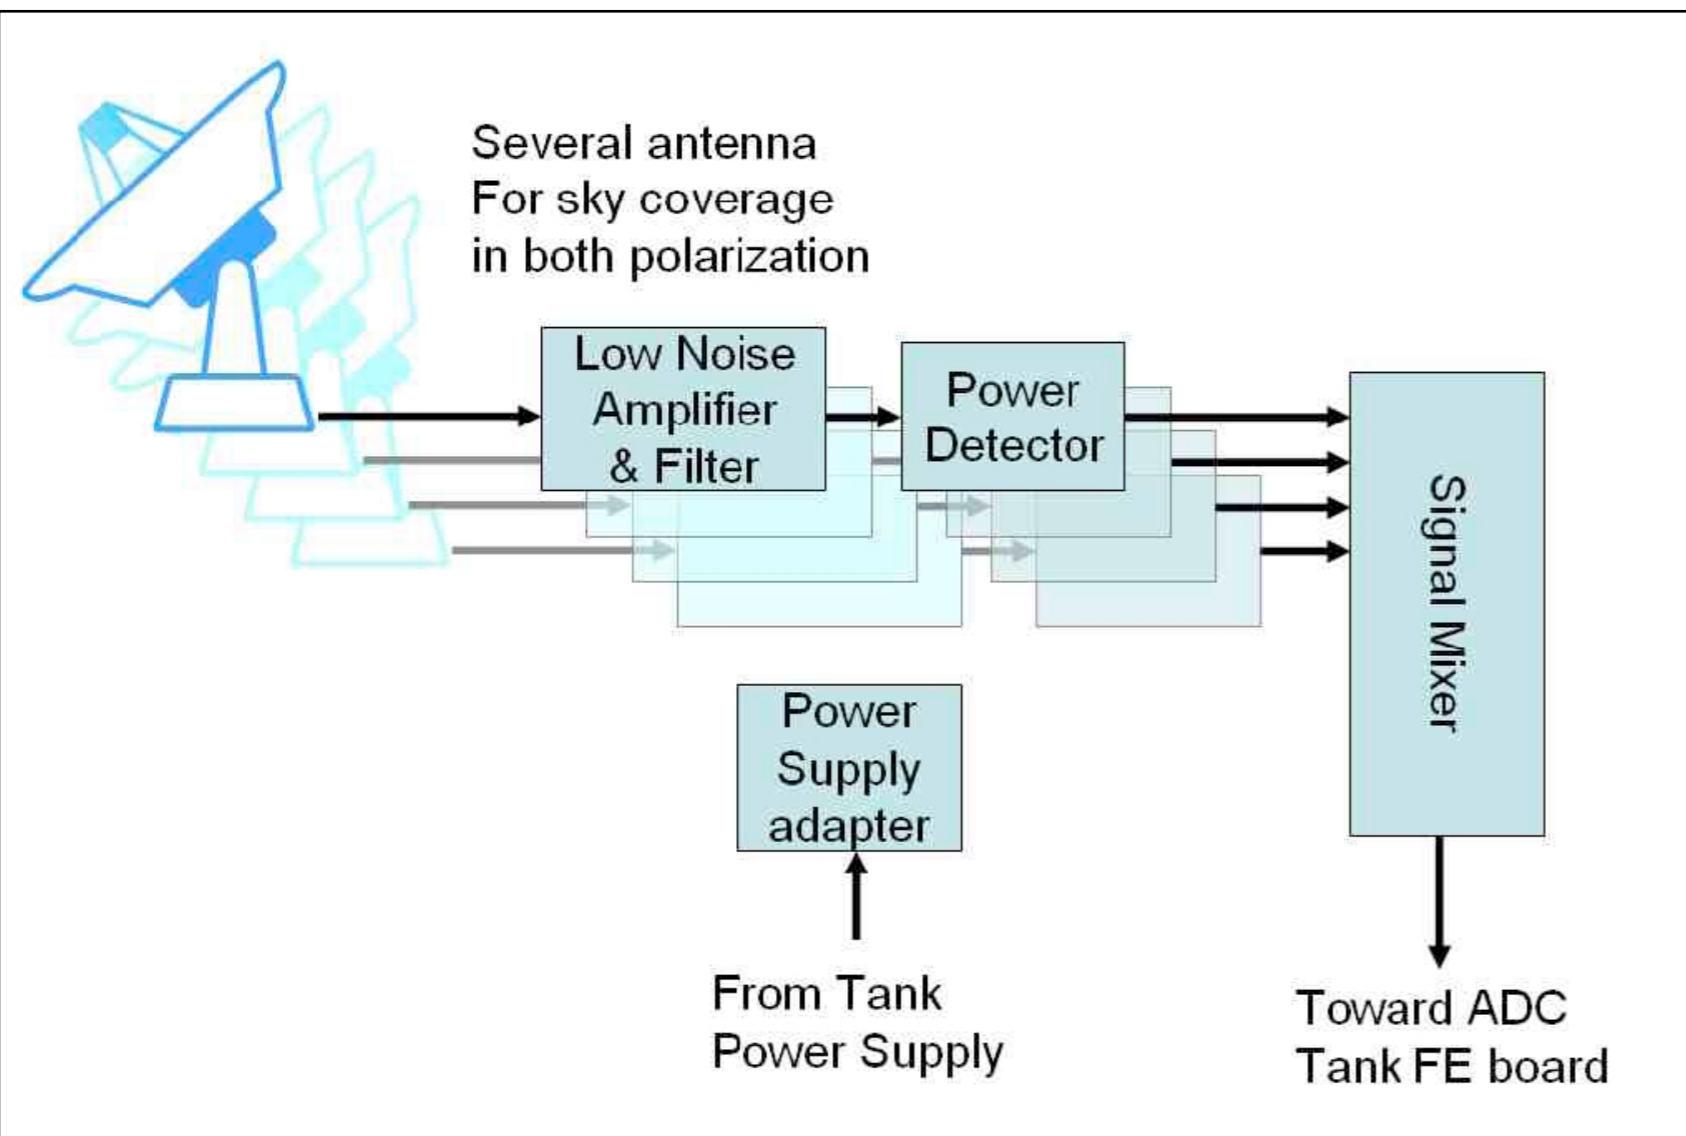 Several antenna
For sky coverage
in both polarization
Low Noise
Amplifier
& Filter
Power
Detector
Signal Mixer
Power
Supply
adapter
From Tank
Power Supply
Toward ADC
Tank FE board